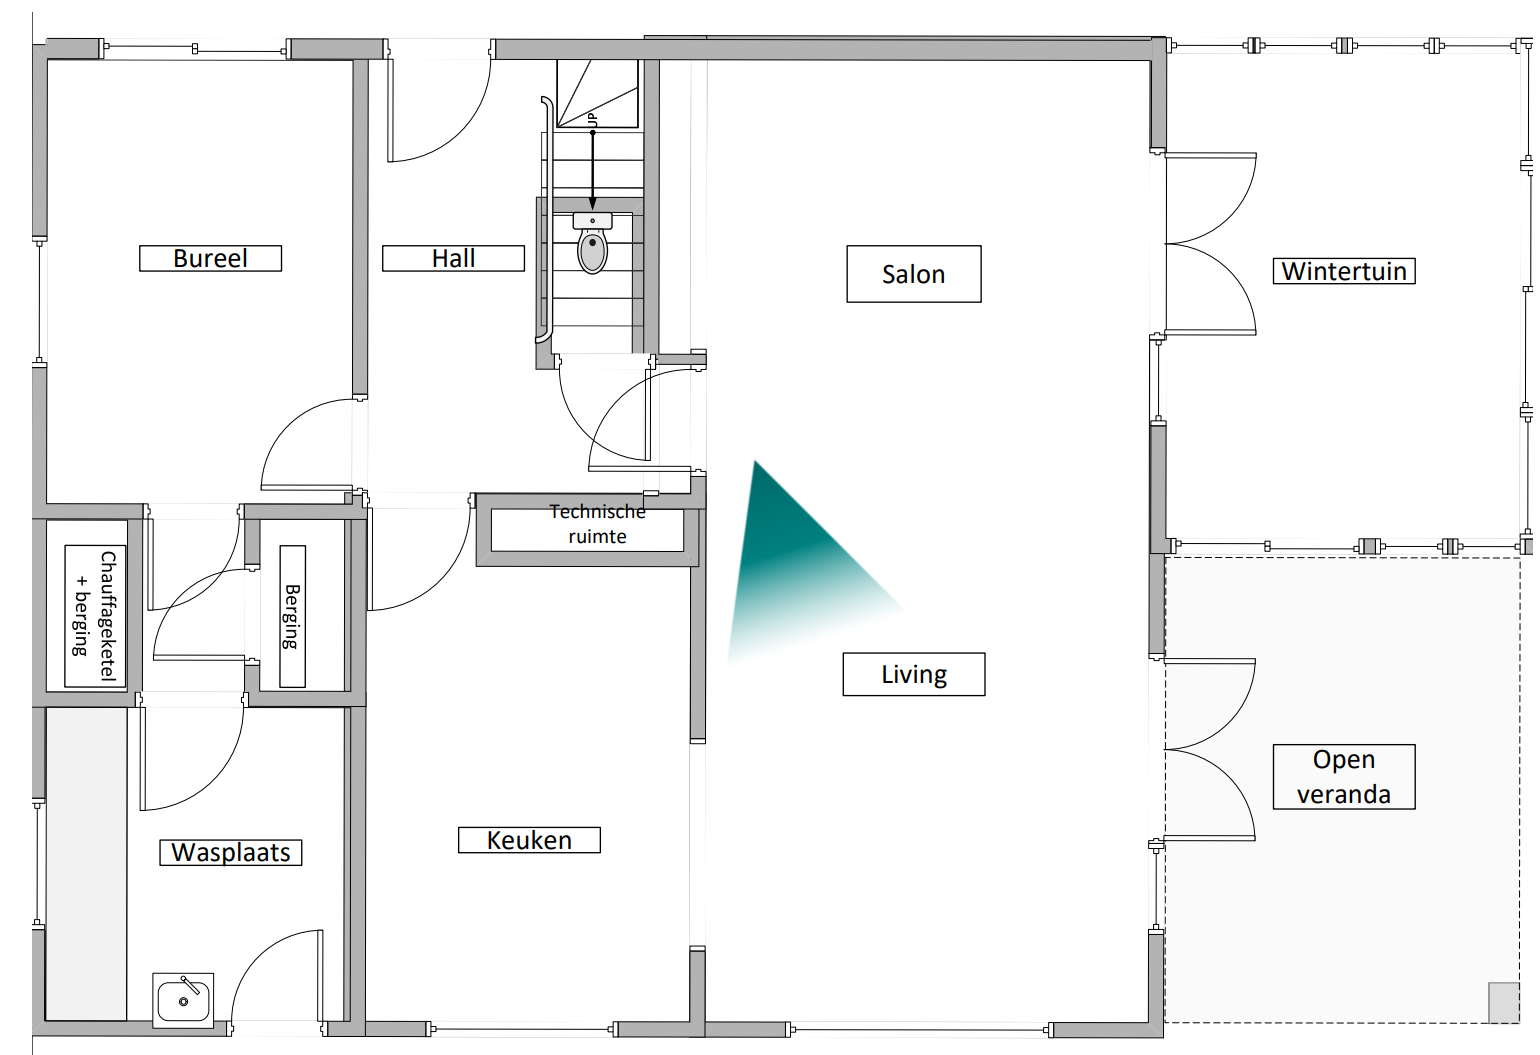 UP
Bureel
Hall
Salon
Wintertuin
Technische
ruimte
Chauffageketel
+ berging
Berging
Living
Open
veranda
Keuken
Wasplaats